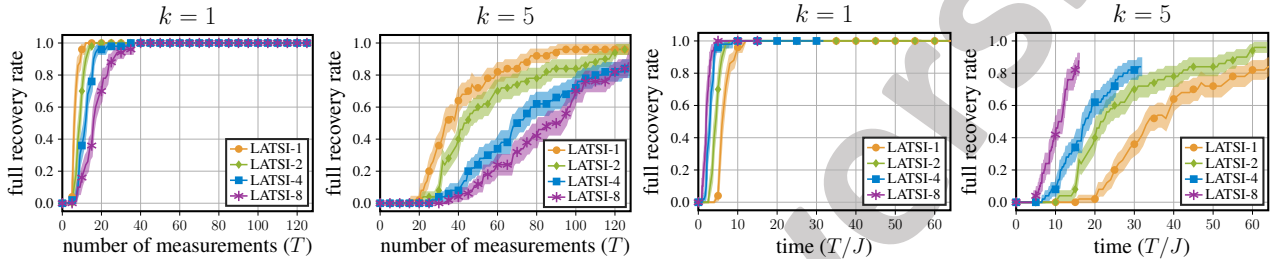 k = 1
full recovery rate
1.0
0.8
0.6
0.4
0.2
0.0
LATSI-1
LATSI-2
LATSI-4
LATSI-8
0 20 40 60 80 100 120
number of measurements (T)
k = 5
full recovery rate
1.0
0.8
0.6
0.4
0.2
0.0
LATSI-1
LATSI-2
LATSI-4
LATSI-8
0 20 40 60 80 100 120
number of measurements (T)
k = 1
full recovery rate
1.0
0.8
0.6
0.4
0.2
0.0
LATSI-1
LATSI-2
LATSI-4
LATSI-8
0 10 20 30 40 50 60
time (T/J)
k = 5
full recovery rate
1.0
0.8
0.6
0.4
0.2
0.0
LATSI-1
LATSI-2
LATSI-4
LATSI-8
0 10 20 30 40 50 60
time (T/J)